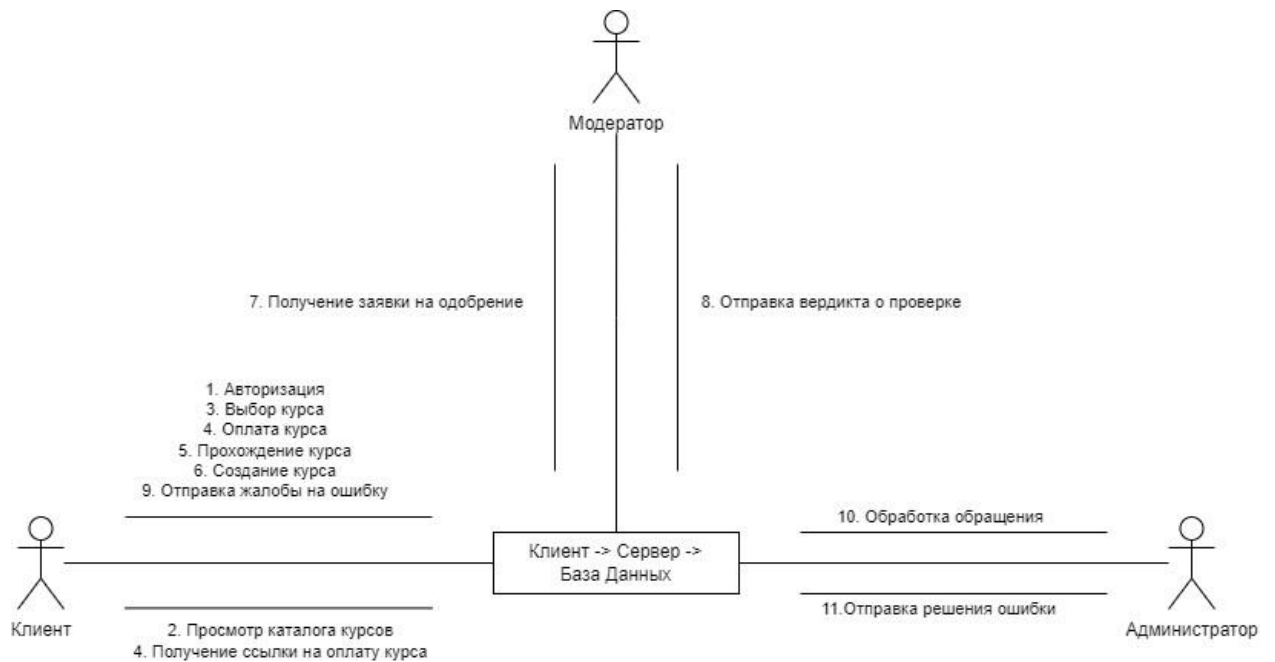 Модератор
7. Получение заявки на одобрение
8. Отправка вердикта о проверке
1. Авторизация
3. Выбор курса
4. Оплата курса
5. Прохождение курса
6. Создание курса
9. Отправка жалобы на ошибку
10. Обработка обращения
Клиент -> Сервер ->
База Данных
11.Отправка решения ошибки
Клиент
Администратор
2. Просмотр каталога курсов
4. Получение ссылки на оплату курса